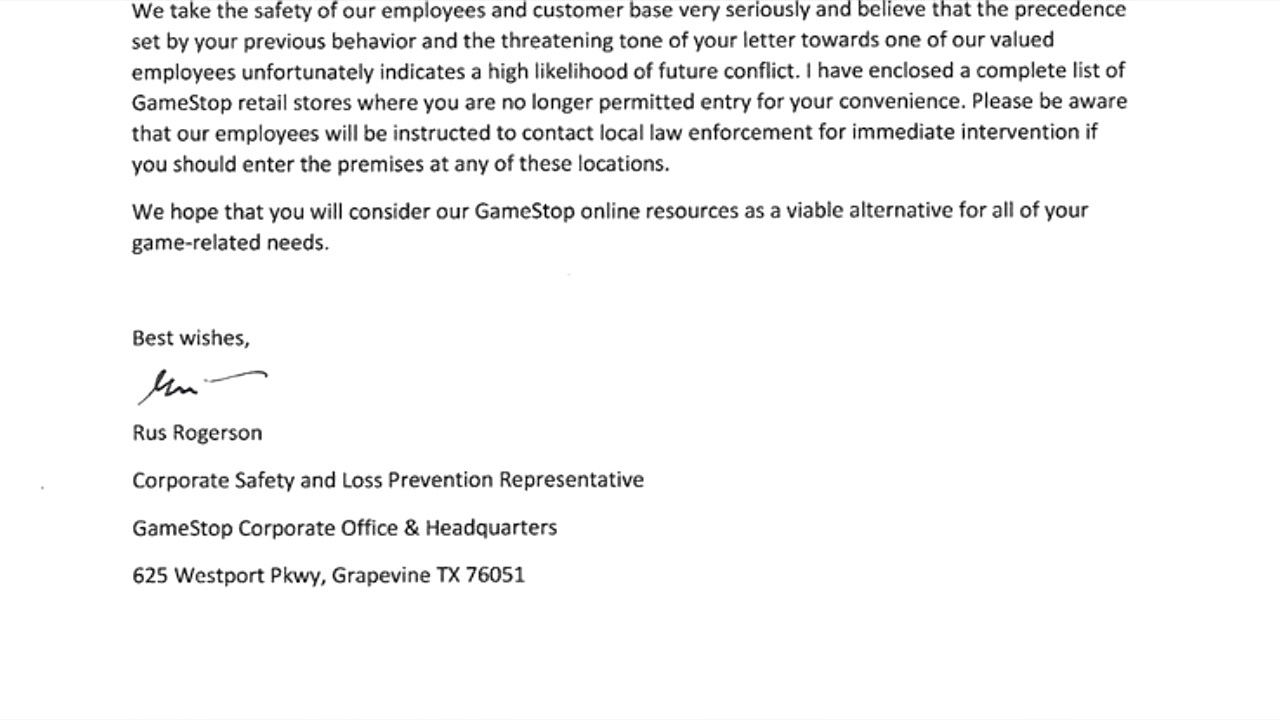 We take the safety of our employees and customer base very seriously and believe that the precedence
set by your previous behavior and the threatening tone of your letter towards one of our valued
employees unfortunately indicates a high likelihood of future conflict. I have enclosed a complete list of
GameStop retail stores where you are no longer permitted entry for your convenience. Please be aware
that our employees will be instructed to contact local law enforcement for immediate intervention if
you should enter the premises at any of these locations.
We hope that you will consider our GameStop online resources as a viable alternative for all of your
game-related needs.
Best wishes,
Rus Rogerson
Corporate Safety and Loss Prevention Representative
GameStop Corporate Office & Headquarters
625 Westport Pkwy, Grapevine TX 76051